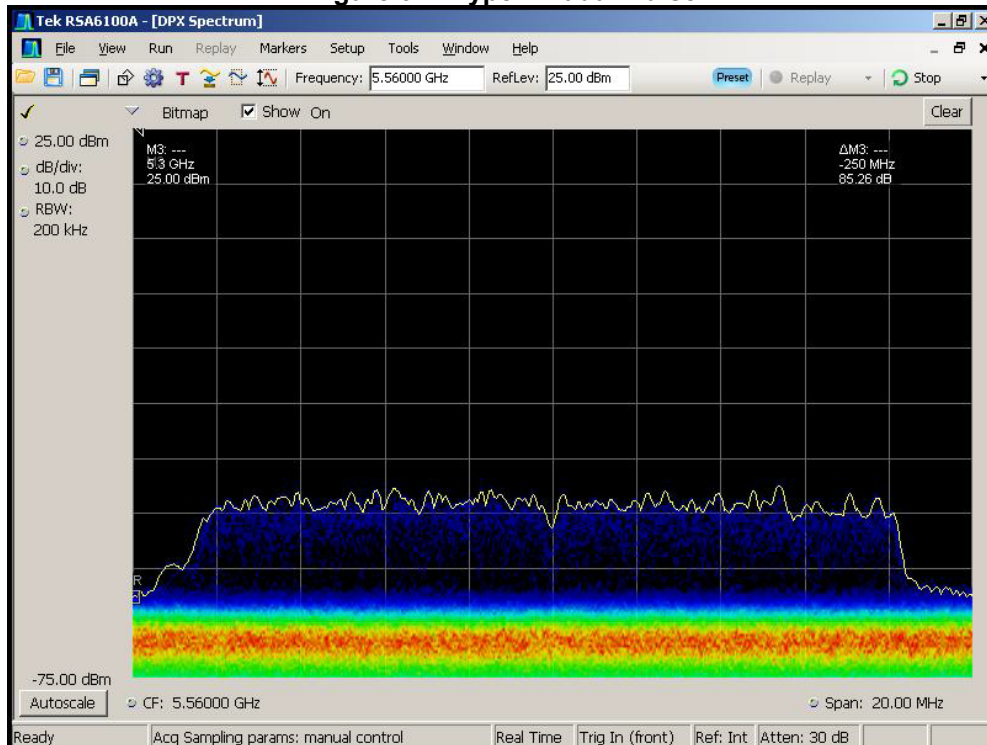 Tek RSA6100A - [DPX Spectrum]
File View Run Replay Markers Setup Tools Window Help
Frequency: 5.56000 GHz RefLev: 25.00 dBm Preset Replay Stop
Bitmap Show On Clear
25.00 dBm
dB/div:
10.0 dB
RBW:
200 kHz
M3: ---
5.3 GHz
25.00 dBm
ΔM3: ---
-250 MHz
85.26 dB
R
-75.00 dBm
Autoscale CF: 5.56000 GHz Span: 20.00 MHz
Ready Acq Sampling params: manual control Real Time Trig In (front) Ref: Int Atten: 30 dB